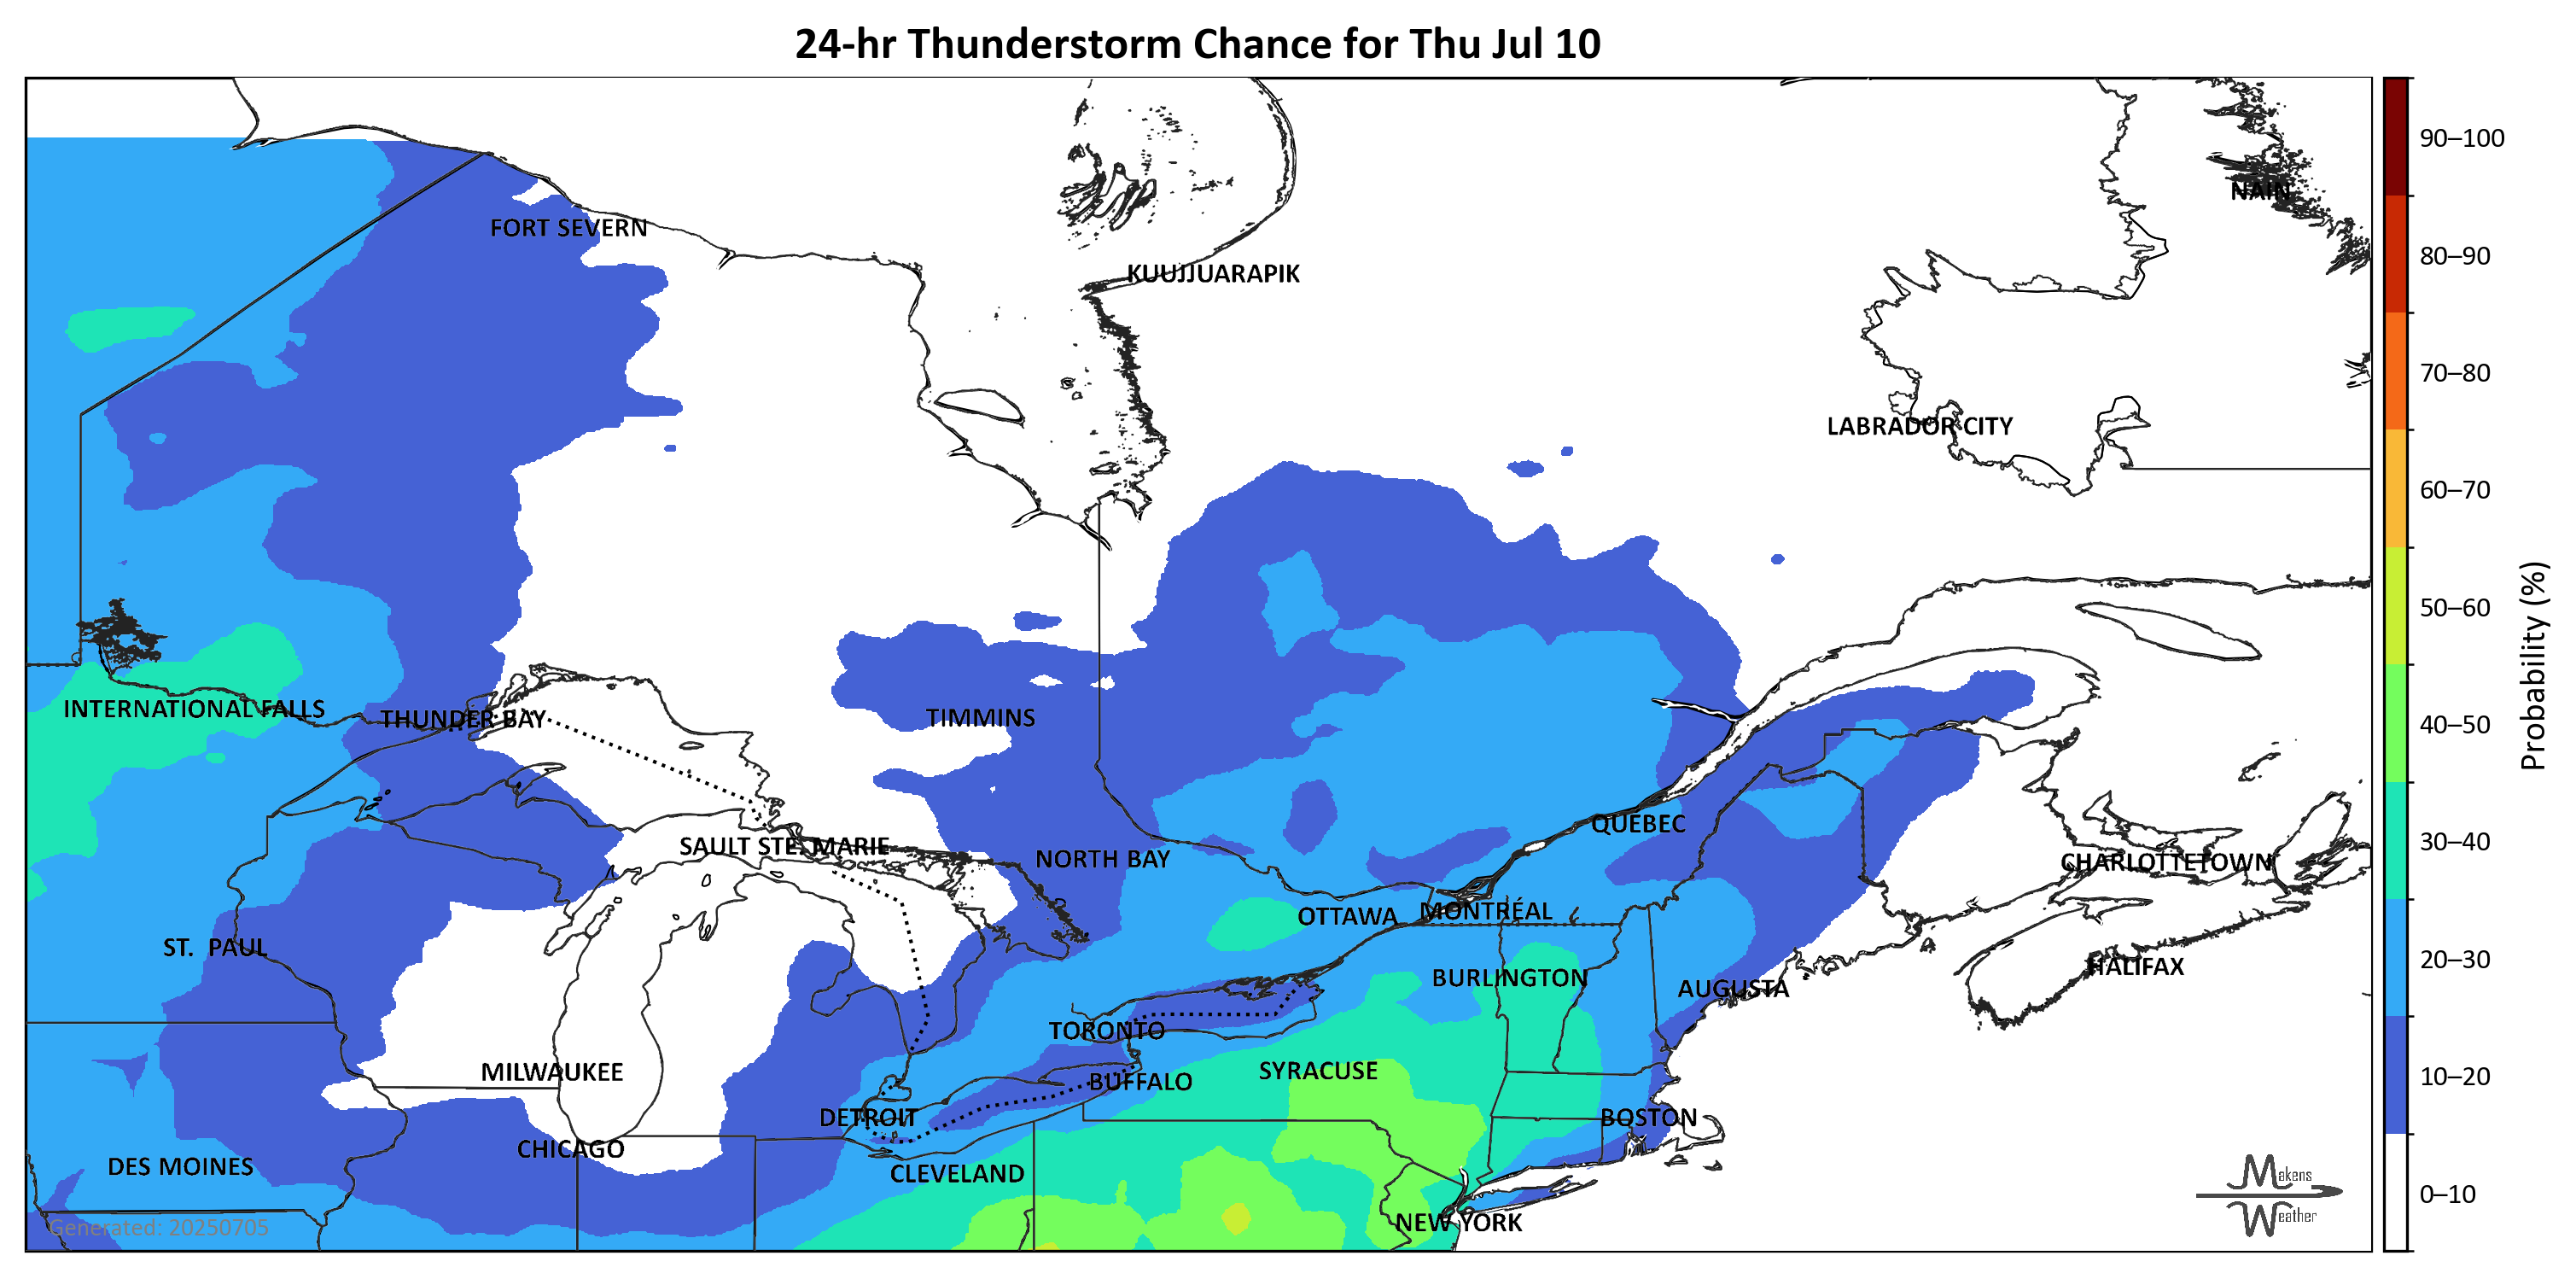 24-hr Thunderstorm Chance for Thu Jul 10
90–100
NAIN
FORT SEVERN
80–90
KUUJJUARAPIK
70–80
LABRADOR CITY
60–70
50–60
INTERNATIONAL FALLS
THUNDER BAY
TIMMINS
40–50
Probability (%)
QUEBEC
30–40
SAULT STE. MARIE
NORTH BAY
CHARLOTTETOWN
OTTAWA
MONTRÉAL
ST. PAUL
20–30
BURLINGTON
HALIFAX
AUGUSTA
TORONTO
MILWAUKEE
SYRACUSE
BUFFALO
10–20
DETROIT
BOSTON
CHICAGO
DES MOINES
CLEVELAND
Makens
Weather
0–10
NEW YORK
Generated: 20250705